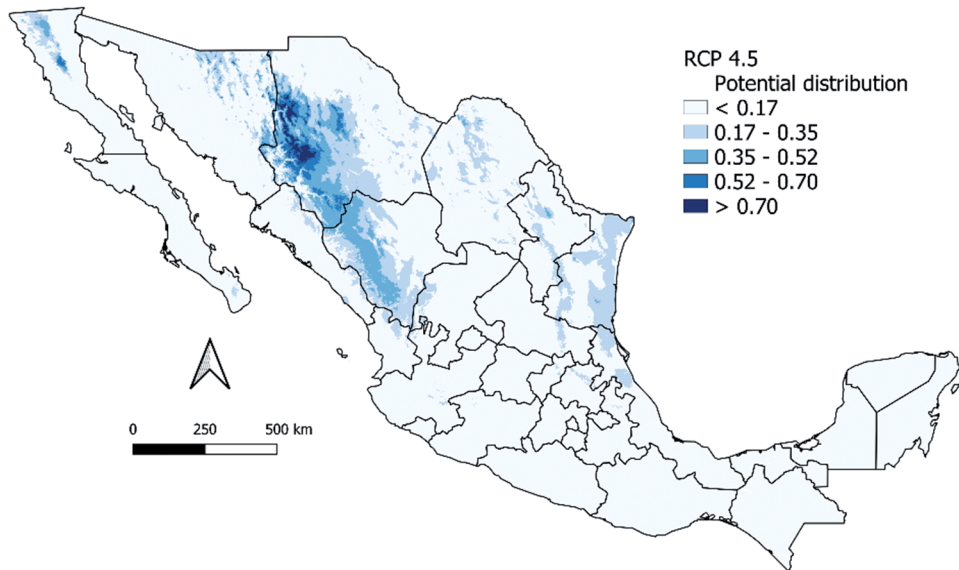 RCP 4.5
Potential distribution
< 0.17
0.17 - 0.35
0.35 - 0.52
0.52 - 0.70
> 0.70
0 250 500 km